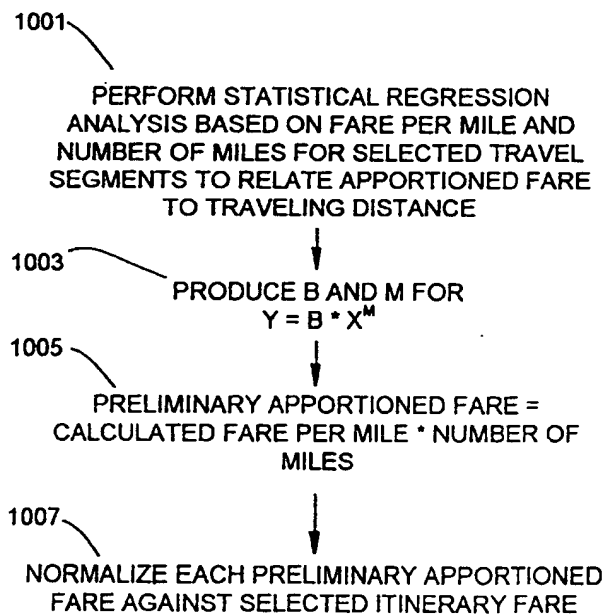 1001
PERFORM STATISTICAL REGRESSION
ANALYSIS BASED ON FARE PER MILE AND
NUMBER OF MILES FOR SELECTED TRAVEL
SEGMENTS TO RELATE APPORTIONED FARE
TO TRAVELING DISTANCE
1003
PRODUCE B AND M FOR
Y = B * X^M
1005
PRELIMINARY APPORTIONED FARE =
CALCULATED FARE PER MILE * NUMBER OF
MILES
1007
NORMALIZE EACH PRELIMINARY APPORTIONED
FARE AGAINST SELECTED ITINERARY FARE